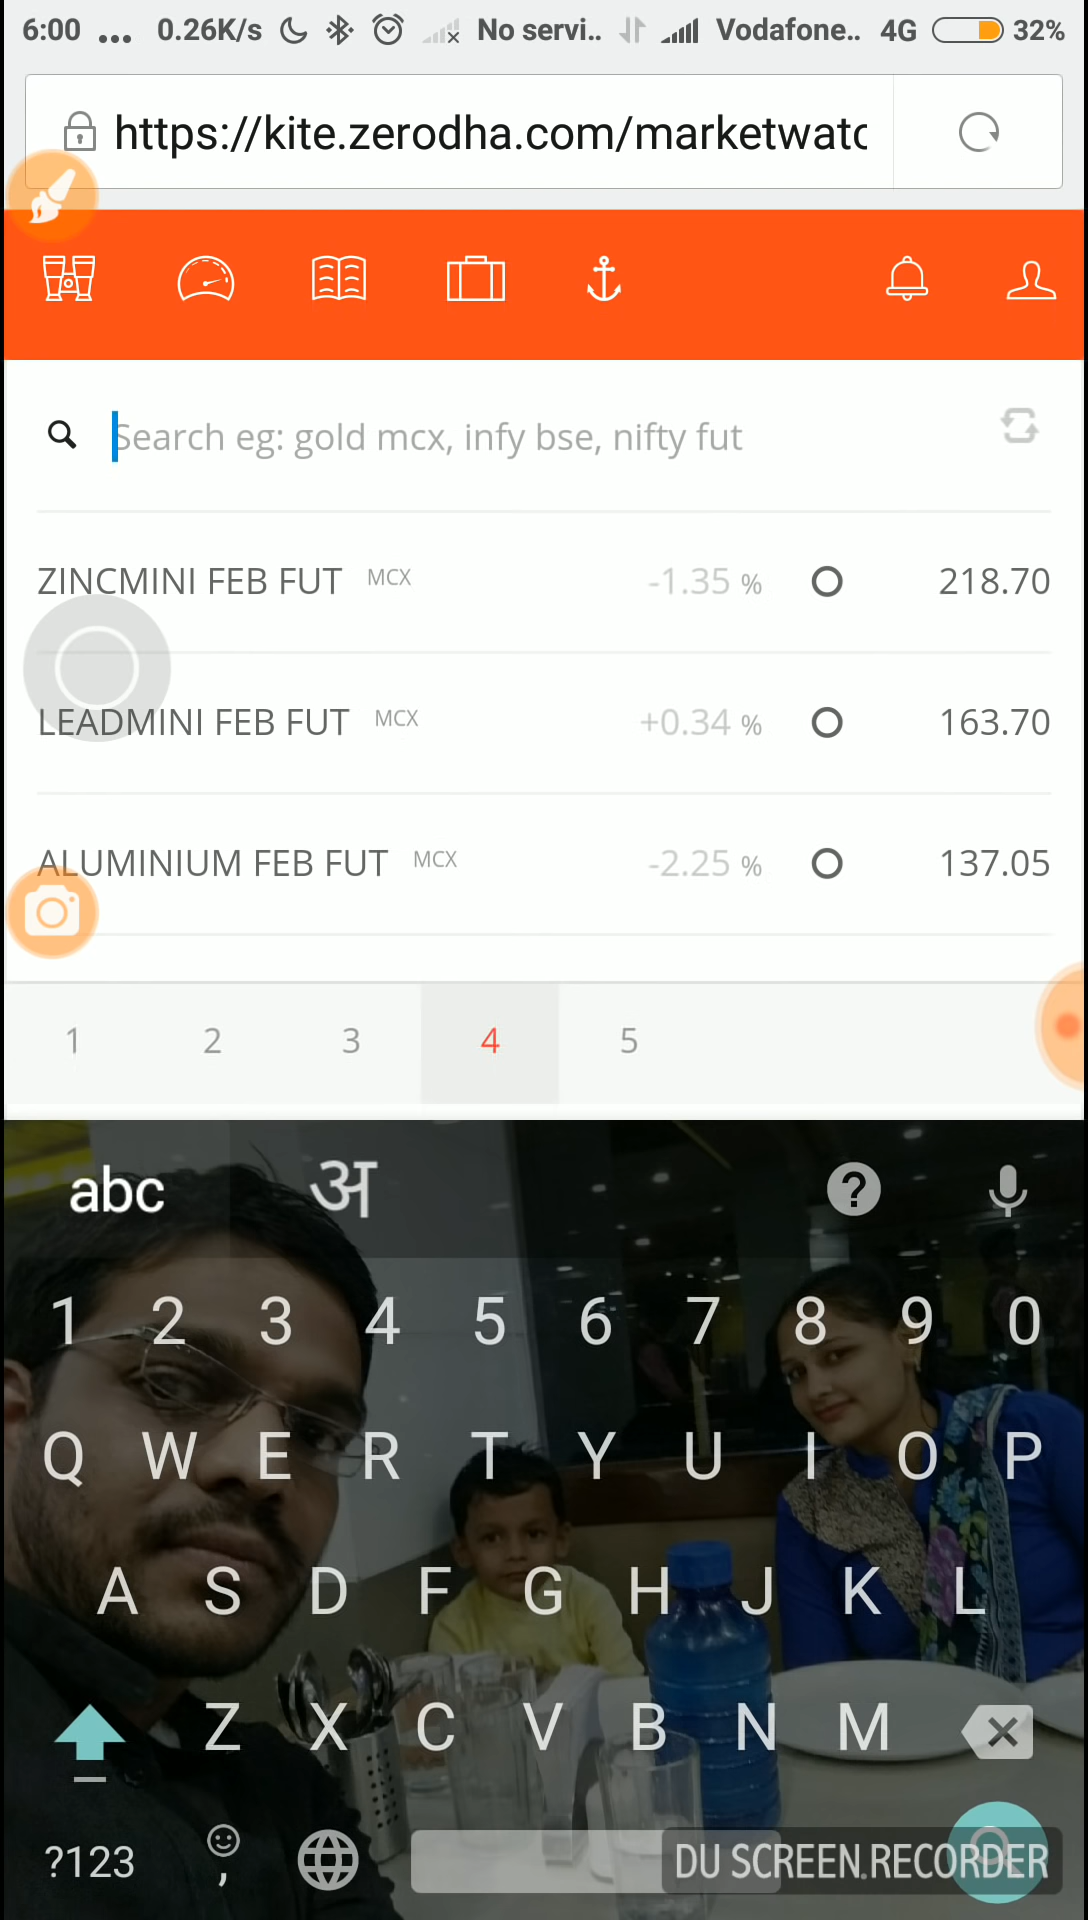 6:00 ... 0.26K/s No servi.. Vodafone.. 4G 32%
https://kite.zerodha.com/marketwatc
Search eg: gold mcx, infy bse, nifty fut
ZINCMINI FEB FUT MCX -1.35 % 218.70
LEADMINI FEB FUT MCX +0.34 % 163.70
ALUMINIUM FEB FUT MCX -2.25 % 137.05
1 2 3 4 5
abc अ ?
1 2 3 4 5 6 7 8 9 0
Q W E R T Y U I O P
A S D F G H J K L
Z X C V B N M
?123 , DU SCREEN RECORDER